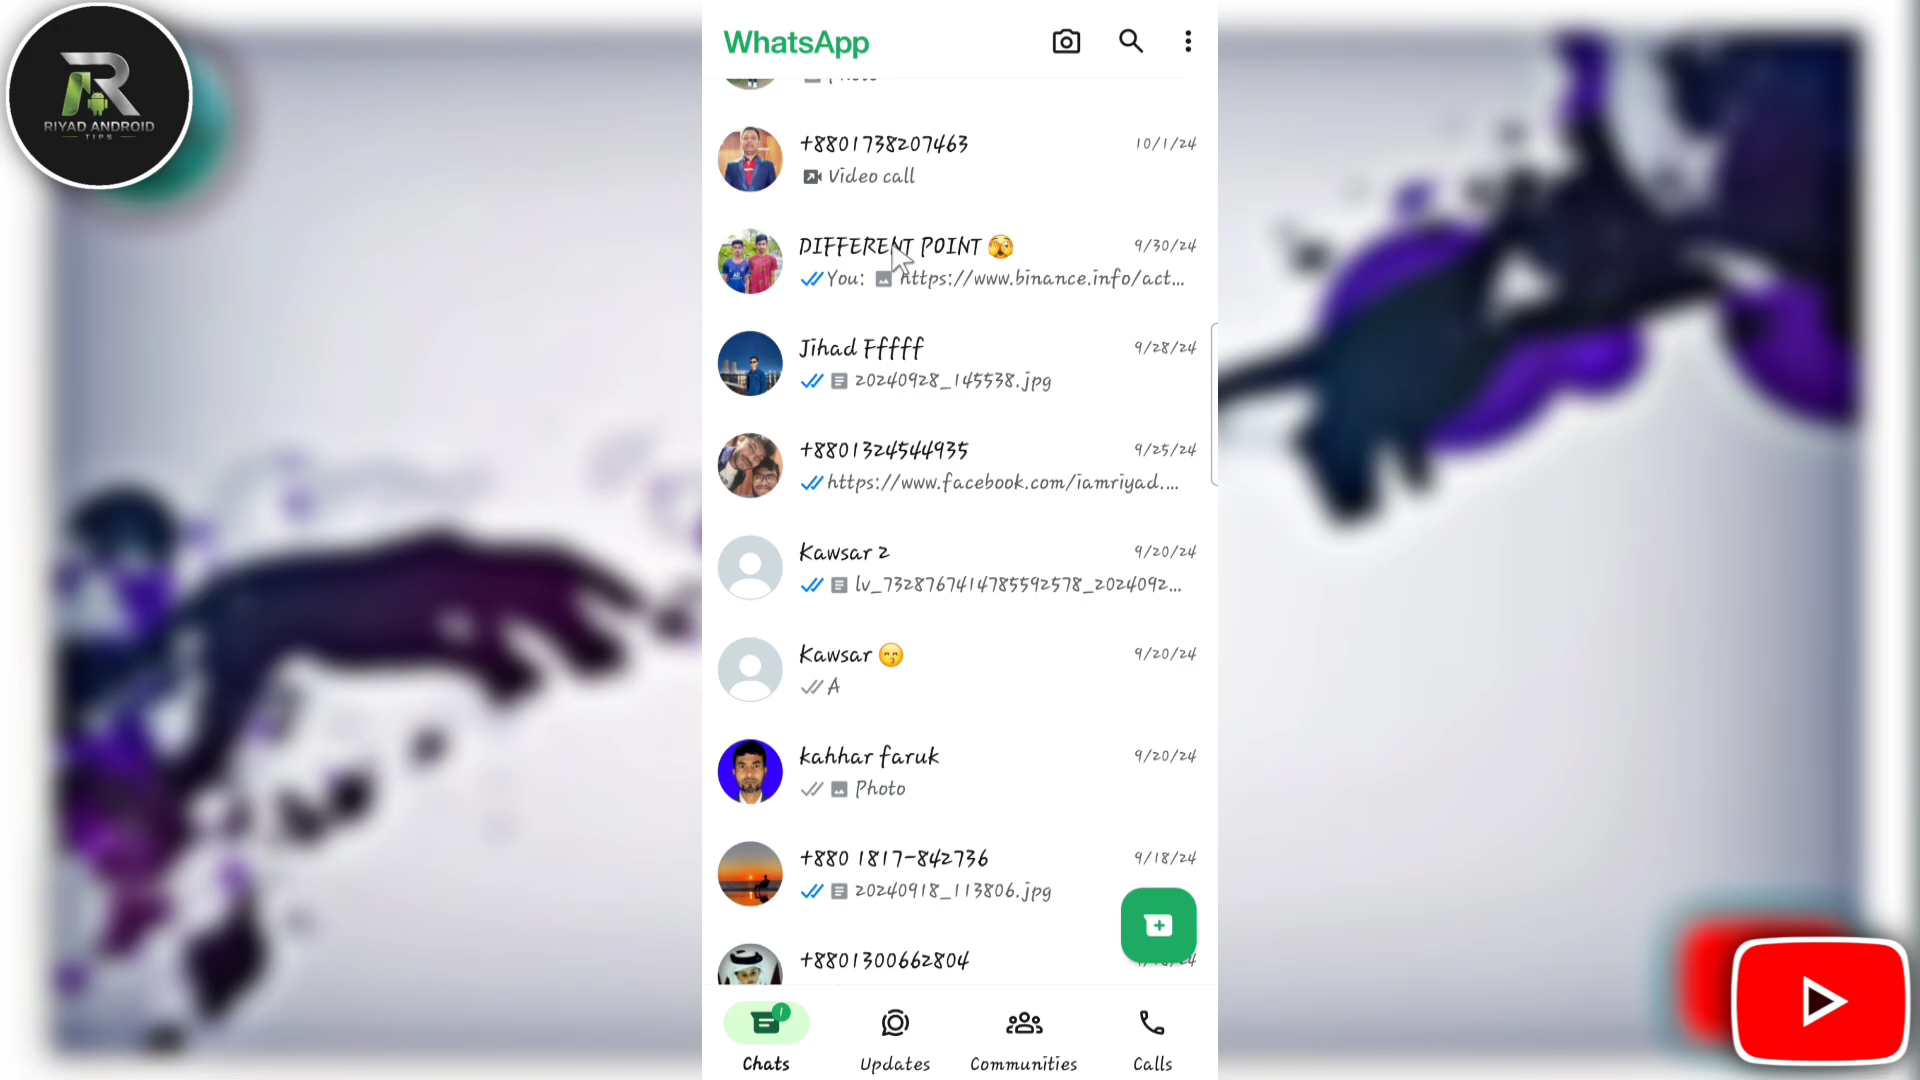 RIYAD ANDROID
TIPS
WhatsApp
+8801738207463
10/1/24
Video call
DIFFERENT POINT 🫣
9/30/24
You: https://www.binance.info/act...
Jihad Ffffff
9/28/24
20240928_145538.jpg
+8801324544935
9/25/24
https://www.facebook.com/iamriyad....
Kawsar 2
9/20/24
lv_7328767414785592578_2024092...
Kawsar 😙
9/20/24
A
kahhar faruk
9/20/24
Photo
+880 1817-842736
9/18/24
20240918_113806.jpg
+8801300662804
1
Chats
Updates
Communities
Calls